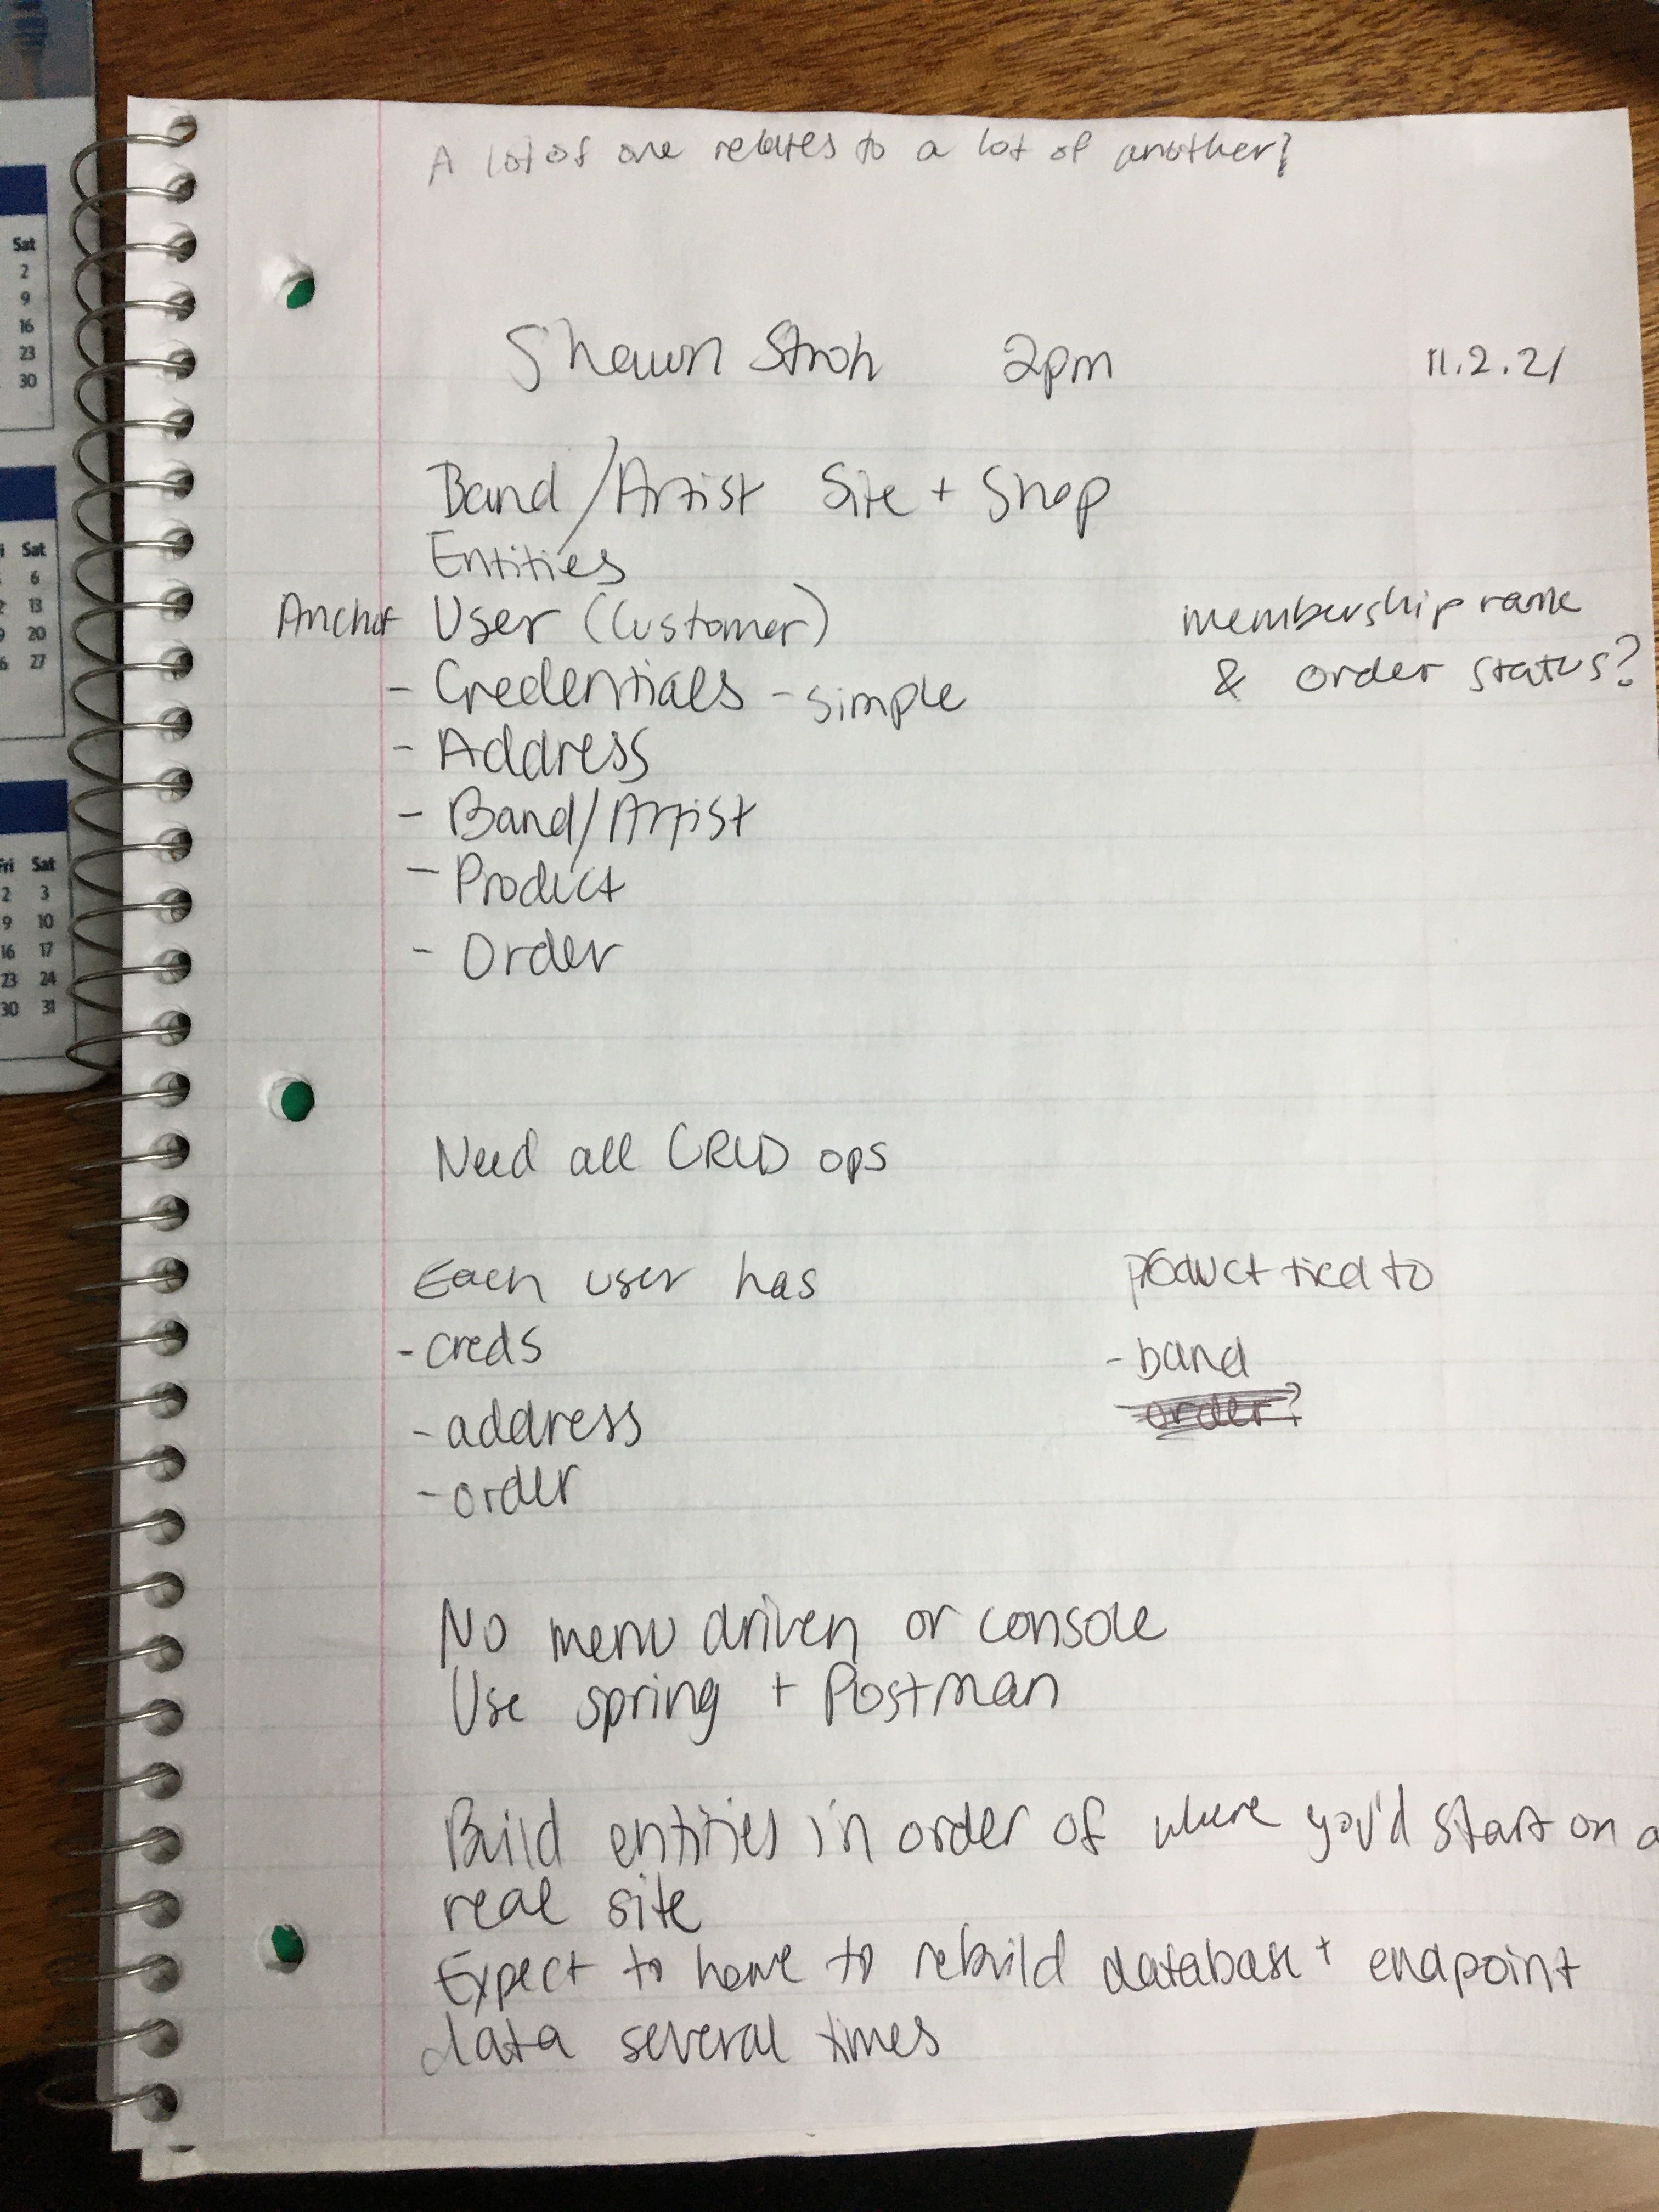 A lot of one relates to a lot of another?
Shawn Stroh 2pm 11.2.21
Band/Artist Site + Shop
Entities
Anchor User (Customer)
membership rank
& order status?
- Credentials - simple
- Address
- Band/Artist
- Product
- Order
Need all CRUD ops
Each user has
- creds
- address
- order
product tied to
- band
order?
No menu driven or console
Use spring + Postman
Build entities in order of where you'd start on a
real site
Expect to have to rebuild database + endpoint
data several times
Sat
2
9
16
23
30
i Sat
6
13
20
27
Fri Sat
2 3
9 10
16 17
23 24
30 31